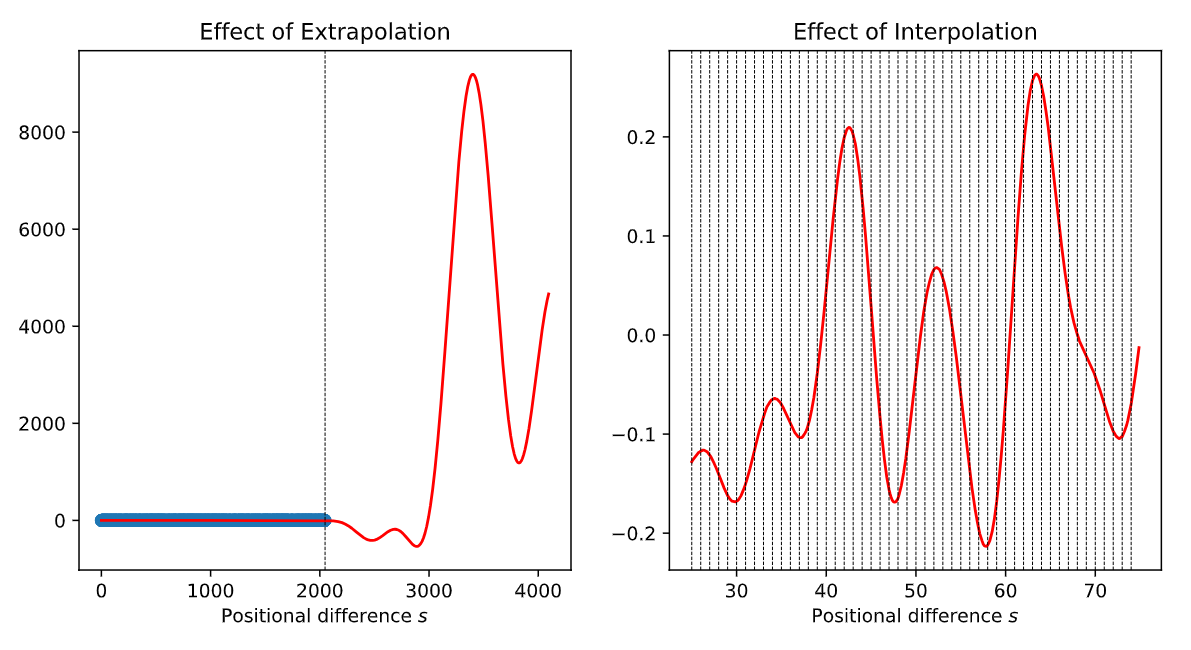 Effect of Extrapolation
8000
6000
4000
2000
0
0 1000 2000 3000 4000
Positional difference s
Effect of Interpolation
0.2
0.1
0.0
−0.1
−0.2
30 40 50 60 70
Positional difference s